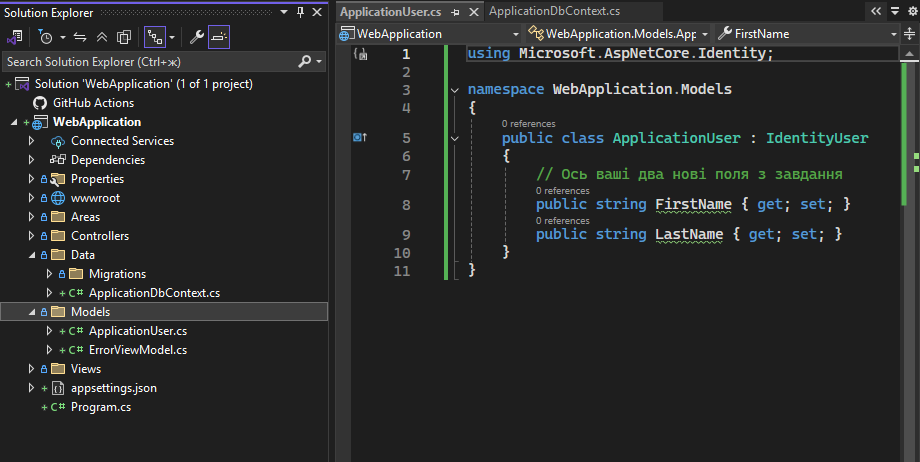 Solution Explorer
Search Solution Explorer (Ctrl+ж)
Solution 'WebApplication' (1 of 1 project)
GitHub Actions
WebApplication
Connected Services
Dependencies
Properties
wwwroot
Areas
Controllers
Data
Migrations
ApplicationDbContext.cs
Models
ApplicationUser.cs
ErrorViewModel.cs
Views
appsettings.json
Program.cs
ApplicationUser.cs
ApplicationDbContext.cs
WebApplication
WebApplication.Models.App
FirstName
1 using Microsoft.AspNetCore.Identity;
2
3 namespace WebApplication.Models
4 {
0 references
5 public class ApplicationUser : IdentityUser
6 {
7 // Ось ваші два нові поля з завдання
0 references
8 public string FirstName { get; set; }
0 references
9 public string LastName { get; set; }
10 }
11 }